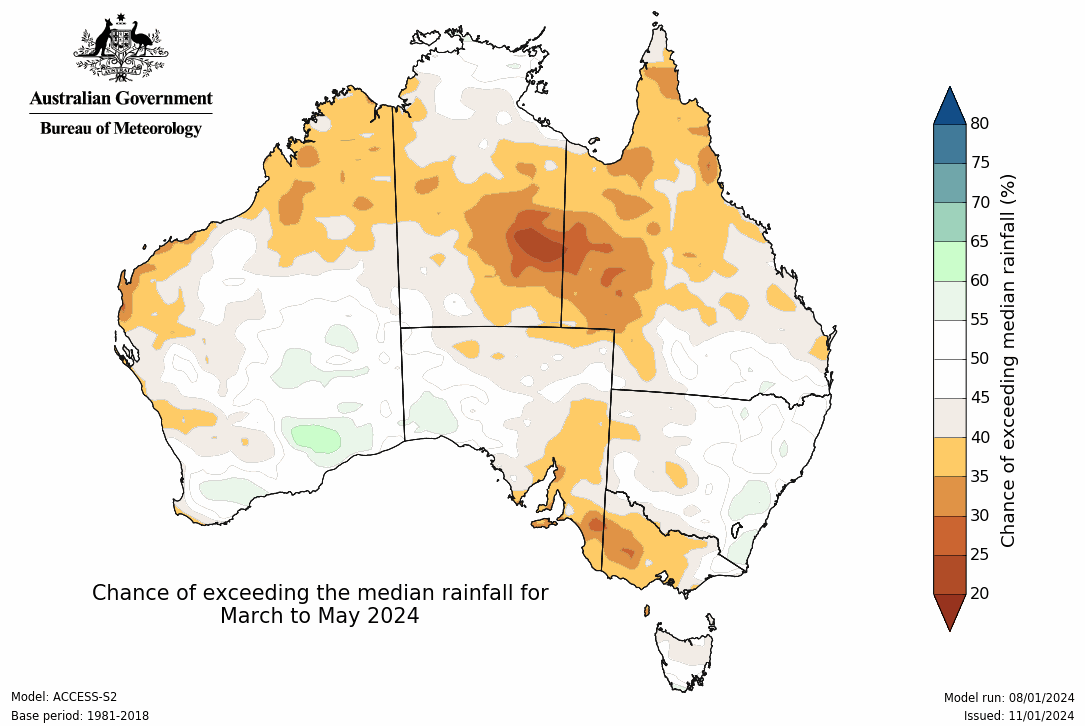 Australian Government
Bureau of Meteorology
80
75
70
65
60
55
50
45
40
35
30
25
20
Chance of exceeding median rainfall (%)
Chance of exceeding the median rainfall for
March to May 2024
Model: ACCESS-S2
Base period: 1981-2018
Model run: 08/01/2024
Issued: 11/01/2024